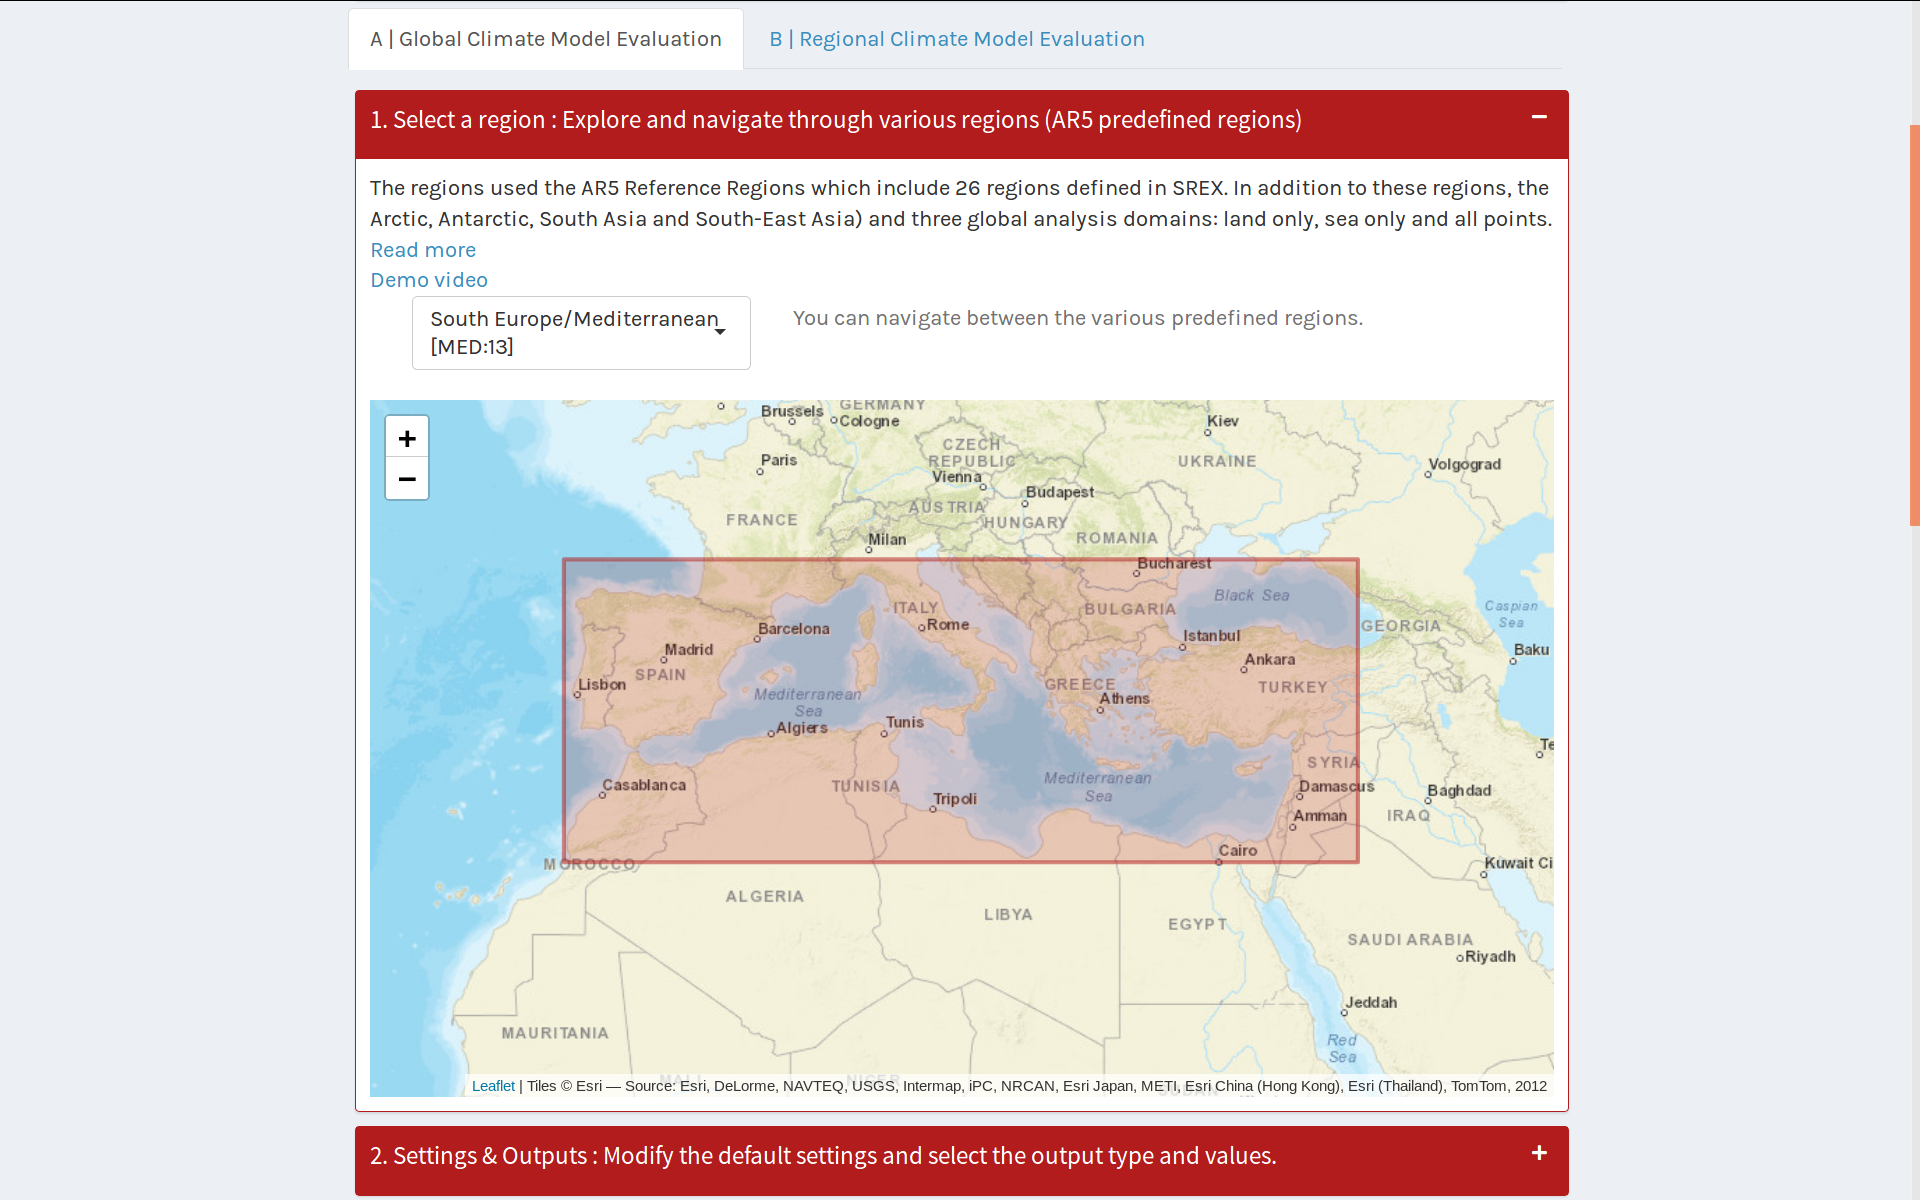 A | Global Climate Model Evaluation
B | Regional Climate Model Evaluation
1. Select a region : Explore and navigate through various regions (AR5 predefined regions)
The regions used the AR5 Reference Regions which include 26 regions defined in SREX. In addition to these regions, the
Arctic, Antarctic, South Asia and South-East Asia) and three global analysis domains: land only, sea only and all points.
Read more
Demo video
South Europe/Mediterranean
[MED:13]
You can navigate between the various predefined regions.
+
−
GERMANY
Brussels
Cologne
Kiev
CZECH
REPUBLIC
Paris
UKRAINE
Volgograd
Vienna
Budapest
AUSTRIA
FRANCE
HUNGARY
Milan
ROMANIA
Bucharest
Black Sea
ITALY
BULGARIA
Caspian
Sea
Barcelona
Rome
GEORGIA
Istanbul
Madrid
Baku
Ankara
SPAIN
Lisbon
GREECE
TURKEY
Mediterranean
Sea
Athens
Tunis
Algiers
Te
SYRIA
Mediterranean
Sea
Casablanca
TUNISIA
Damascus
Baghdad
Tripoli
Amman
IRAQ
Cairo
MOROCCO
Kuwait Ci
ALGERIA
LIBYA
EGYPT
SAUDI ARABIA
Riyadh
Jeddah
MAURITANIA
Red
Sea
MALI
NIGER
SUDAN
Leaflet | Tiles © Esri — Source: Esri, DeLorme, NAVTEQ, USGS, Intermap, iPC, NRCAN, Esri Japan, METI, Esri China (Hong Kong), Esri (Thailand), TomTom, 2012
2. Settings & Outputs : Modify the default settings and select the output type and values.
+